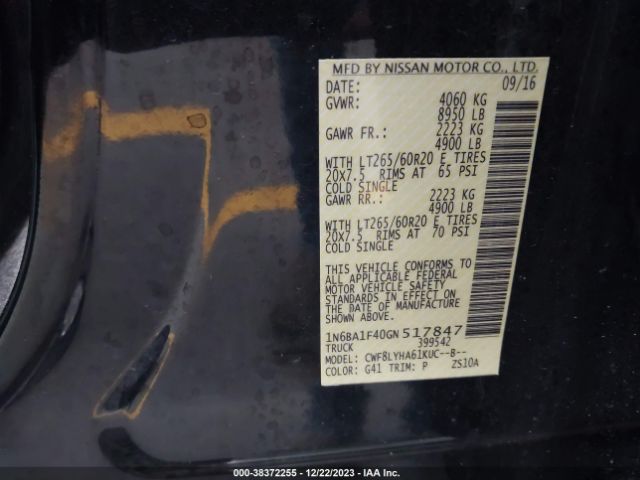 MFD BY NISSAN MOTOR CO., LTD.
DATE: 09/16
GVWR: 4060 KG
8950 LB
GAWR FR.: 2223 KG
4900 LB
WITH LT265/60R20 E TIRES
20X7.5 RIMS AT 65 PSI
COLD SINGLE
GAWR RR.: 2223 KG
4900 LB
WITH LT265/60R20 E TIRES
20X7.5 RIMS AT 70 PSI
COLD SINGLE
THIS VEHICLE CONFORMS TO
ALL APPLICABLE FEDERAL
MOTOR VEHICLE SAFETY
STANDARDS IN EFFECT ON
THE DATE OF MANUFACTURE
SHOWN ABOVE.
1N6BA1F40GN517847
TRUCK 399542
MODEL: CWF8LYHA61KUC--B--
COLOR: G41 TRIM: P ZS10A
000-38372255 - 12/22/2023 - IAA Inc.